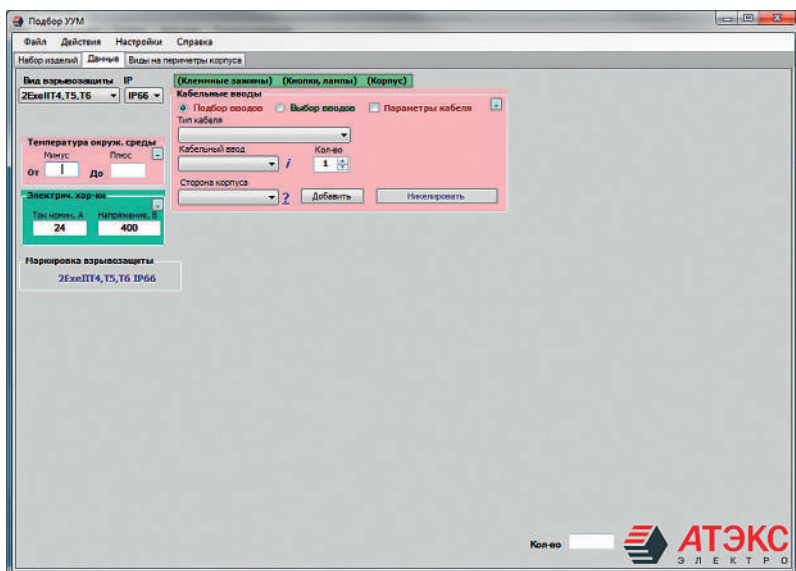 Подбор УУМ
Файл Действия Настройки Справка
Набор изделий Данные Виды на периметры корпуса
Вид взрывозащиты IP
2ExeIIT4,T5,T6 IP66
(Клеммные зажимы) (Кнопки, лампы) (Корпус)
Кабельные вводы
Подбор вводов Выбор вводов Параметры кабеля
Тип кабеля
Кабельный ввод Кол-во
i 1
Сторона корпуса
? Добавить Никелировать
Температура окруж. среды
Минус Плюс
От До
Электрич. хар-ки
Ток номин, А Напряжение, В
24 400
Маркировка взрывозащиты
2ExeIIT4,T5,T6 IP66
Кол-во
АТЭКС
ЭЛЕКТРО